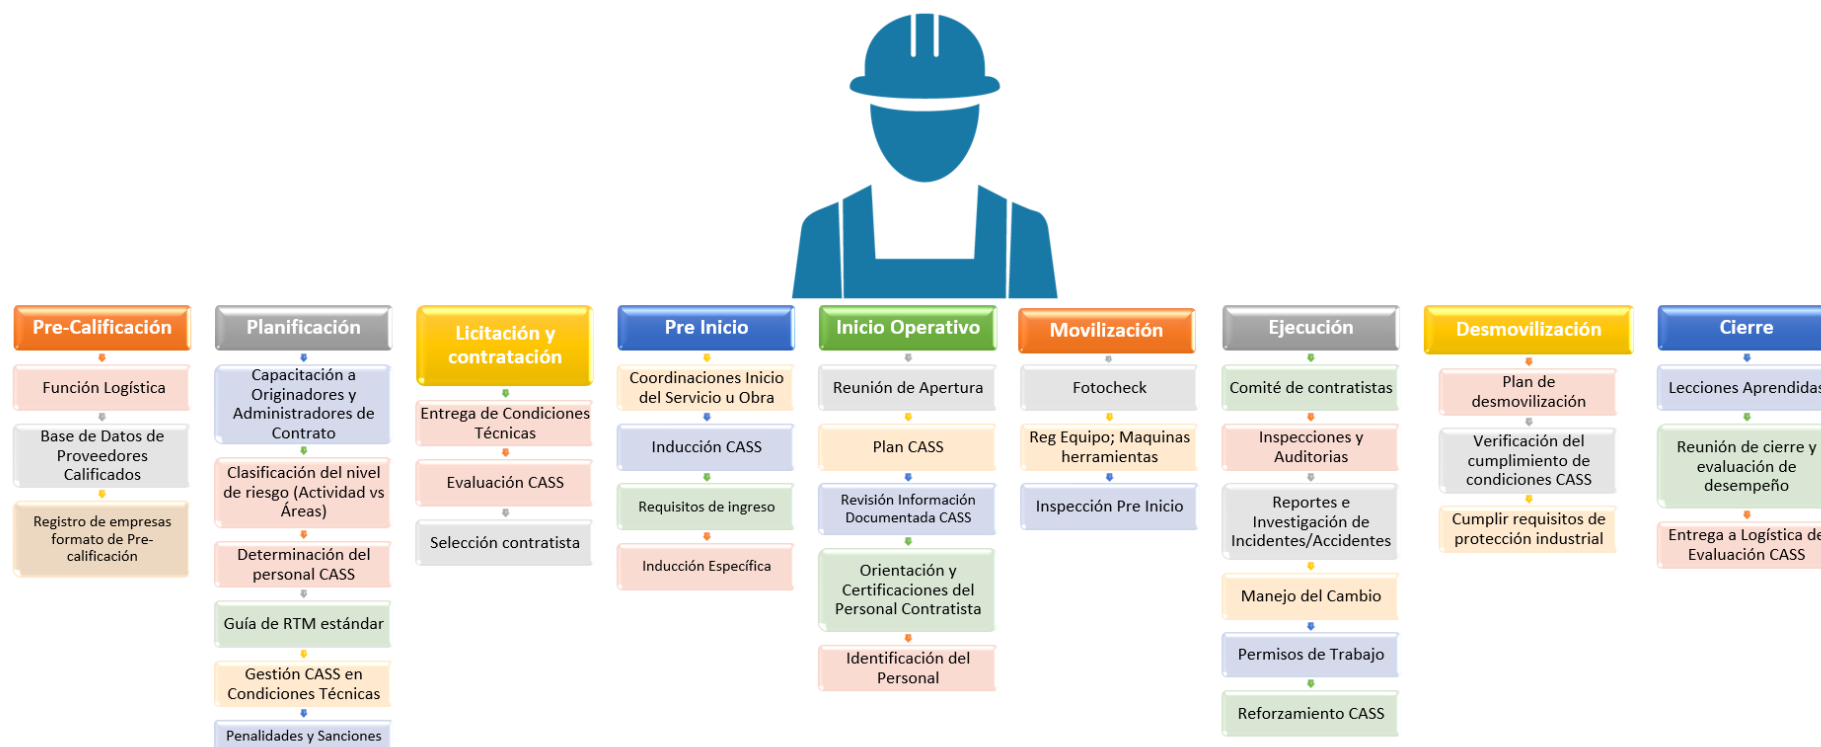 Pre-Calificación
Función Logística
Base de Datos de
Proveedores
Calificados
Registro de empresas
formato de Pre-
calificación
Planificación
Capacitación a
Originadores y
Administradores de
Contrato
Clasificación del nivel
de riesgo (Actividad vs
Áreas)
Determinación del
personal CASS
Guía de RTM estándar
Gestión CASS en
Condiciones Técnicas
Penalidades y Sanciones
Licitación y
contratación
Entrega de Condiciones
Técnicas
Evaluación CASS
Selección contratista
Pre Inicio
Coordinaciones Inicio
del Servicio u Obra
Inducción CASS
Requisitos de ingreso
Inducción Específica
Inicio Operativo
Reunión de Apertura
Plan CASS
Revisión Información
Documentada CASS
Orientación y
Certificaciones del
Personal Contratista
Identificación del
Personal
Movilización
Fotocheck
Reg Equipo; Maquinas
herramientas
Inspección Pre Inicio
Ejecución
Comité de contratistas
Inspecciones y
Auditorias
Reportes e
Investigación de
Incidentes/Accidentes
Manejo del Cambio
Permisos de Trabajo
Reforzamiento CASS
Desmovilización
Plan de
desmovilización
Verificación del
cumplimiento de
condiciones CASS
Cumplir requisitos de
protección industrial
Cierre
Lecciones Aprendidas
Reunión de cierre y
evaluación de
desempeño
Entrega a Logística de
Evaluación CASS